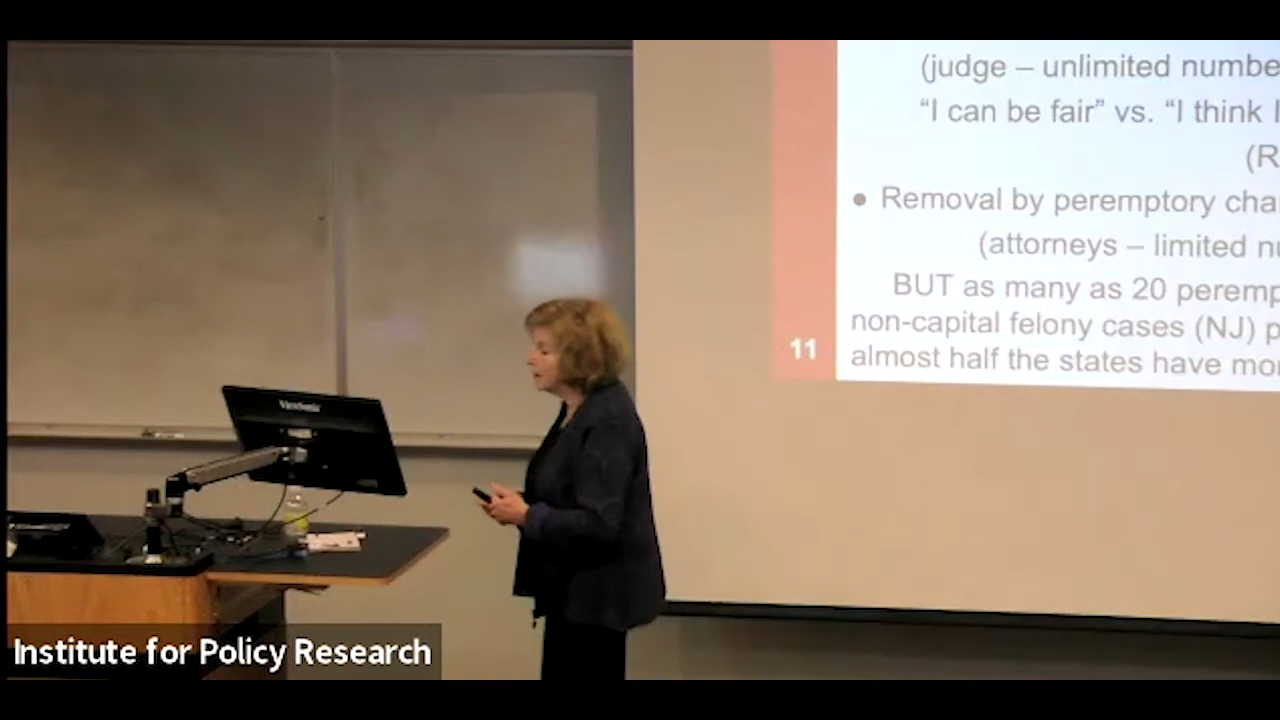 (judge – unlimited numbe
“I can be fair” vs. “I think I
(R
● Removal by peremptory cha
(attorneys – limited nu
BUT as many as 20 peremp
non-capital felony cases (NJ) p
almost half the states have mor
11
ViewSonic
Institute for Policy Research